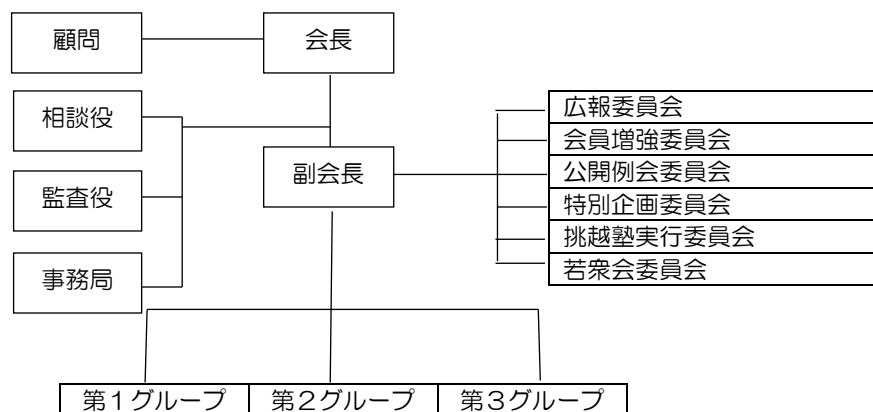 顧問
会長
相談役
監査役
事務局
副会長
広報委員会
会員増強委員会
公開例会委員会
特別企画委員会
挑越塾実行委員会
若衆会委員会
第１グループ
第２グループ
第３グループ